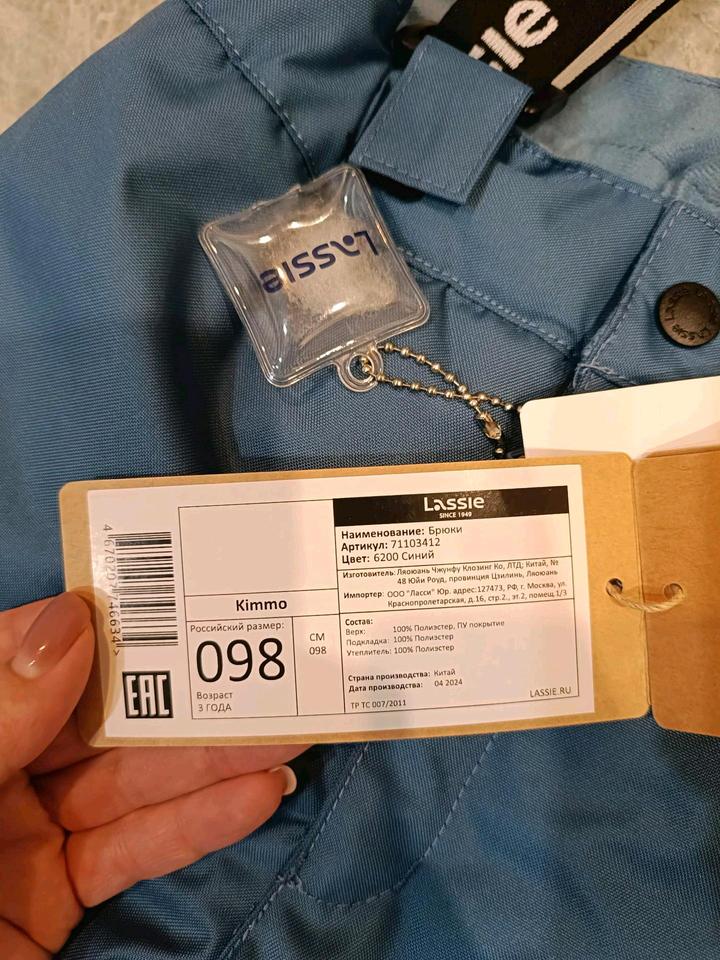 sie
Lassie
Lassie
Lassie
SINCE 1949
Наименование: Брюки
Артикул: 71103412
Цвет: 6200 Синий
Изготовитель: Ляоюань Чжунфу Клозинг Ко, ЛТД; Китай, №
48 Юйи Роуд, провинция Цзилинь, Ляоюань
Импортер: ООО "Ласси" Юр. адрес:127473, РФ, г. Москва, ул.
Краснопролетарская, д.16, стр.2., эт.2, помещ.1/3
Kimmo
Российский размер:
098
Возраст
3 ГОДА
СМ
098
Состав:
Верх: 100% Полиэстер, ПУ покрытие
Подкладка: 100% Полиэстер
Утеплитель: 100% Полиэстер
Страна производства: Китай
Дата производства: 04 2024
ТР ТС 007/2011
LASSIE.RU
EAC